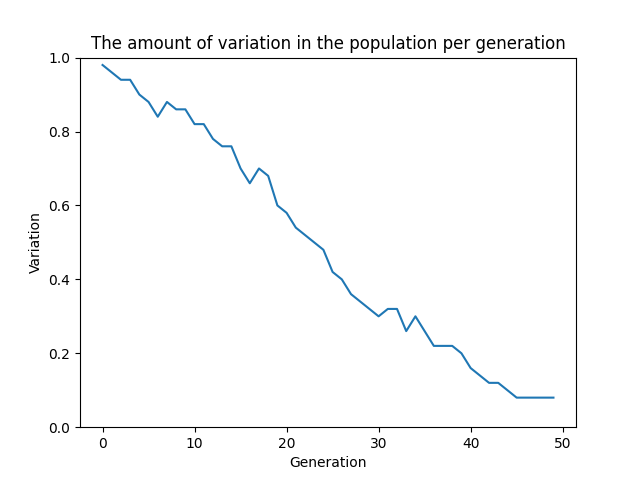 The amount of variation in the population per generation
1.0
0.8
0.6
0.4
0.2
0.0
Variation
0 10 20 30 40 50
Generation